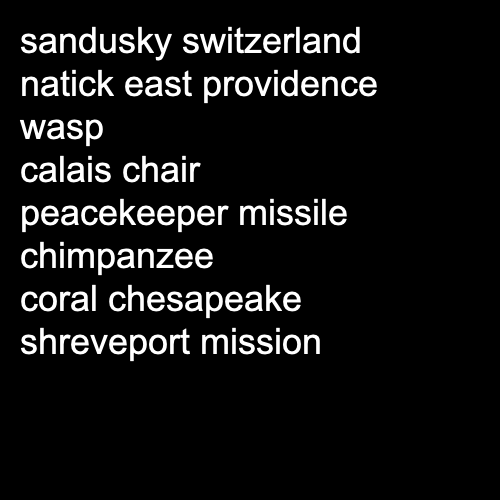 sandusky switzerland
natick east providence
wasp
calais chair
peacekeeper missile
chimpanzee
coral chesapeake
shreveport mission